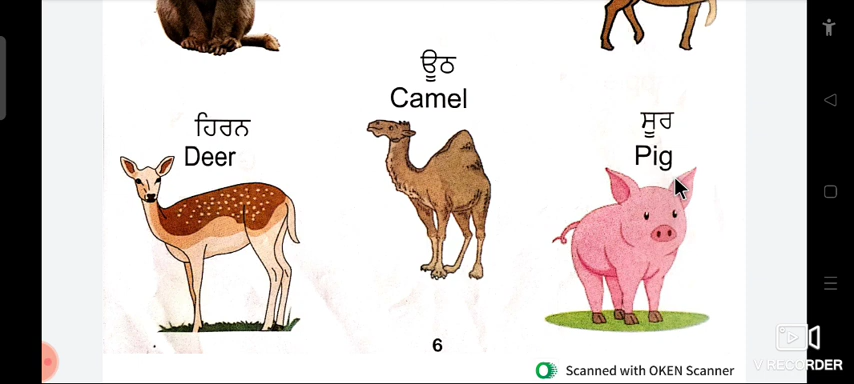 ਊਠ
Camel
ਹਿਰਨ
Deer
ਸੂਰ
Pig
6
Scanned with OKEN Scanner
V RECORDER